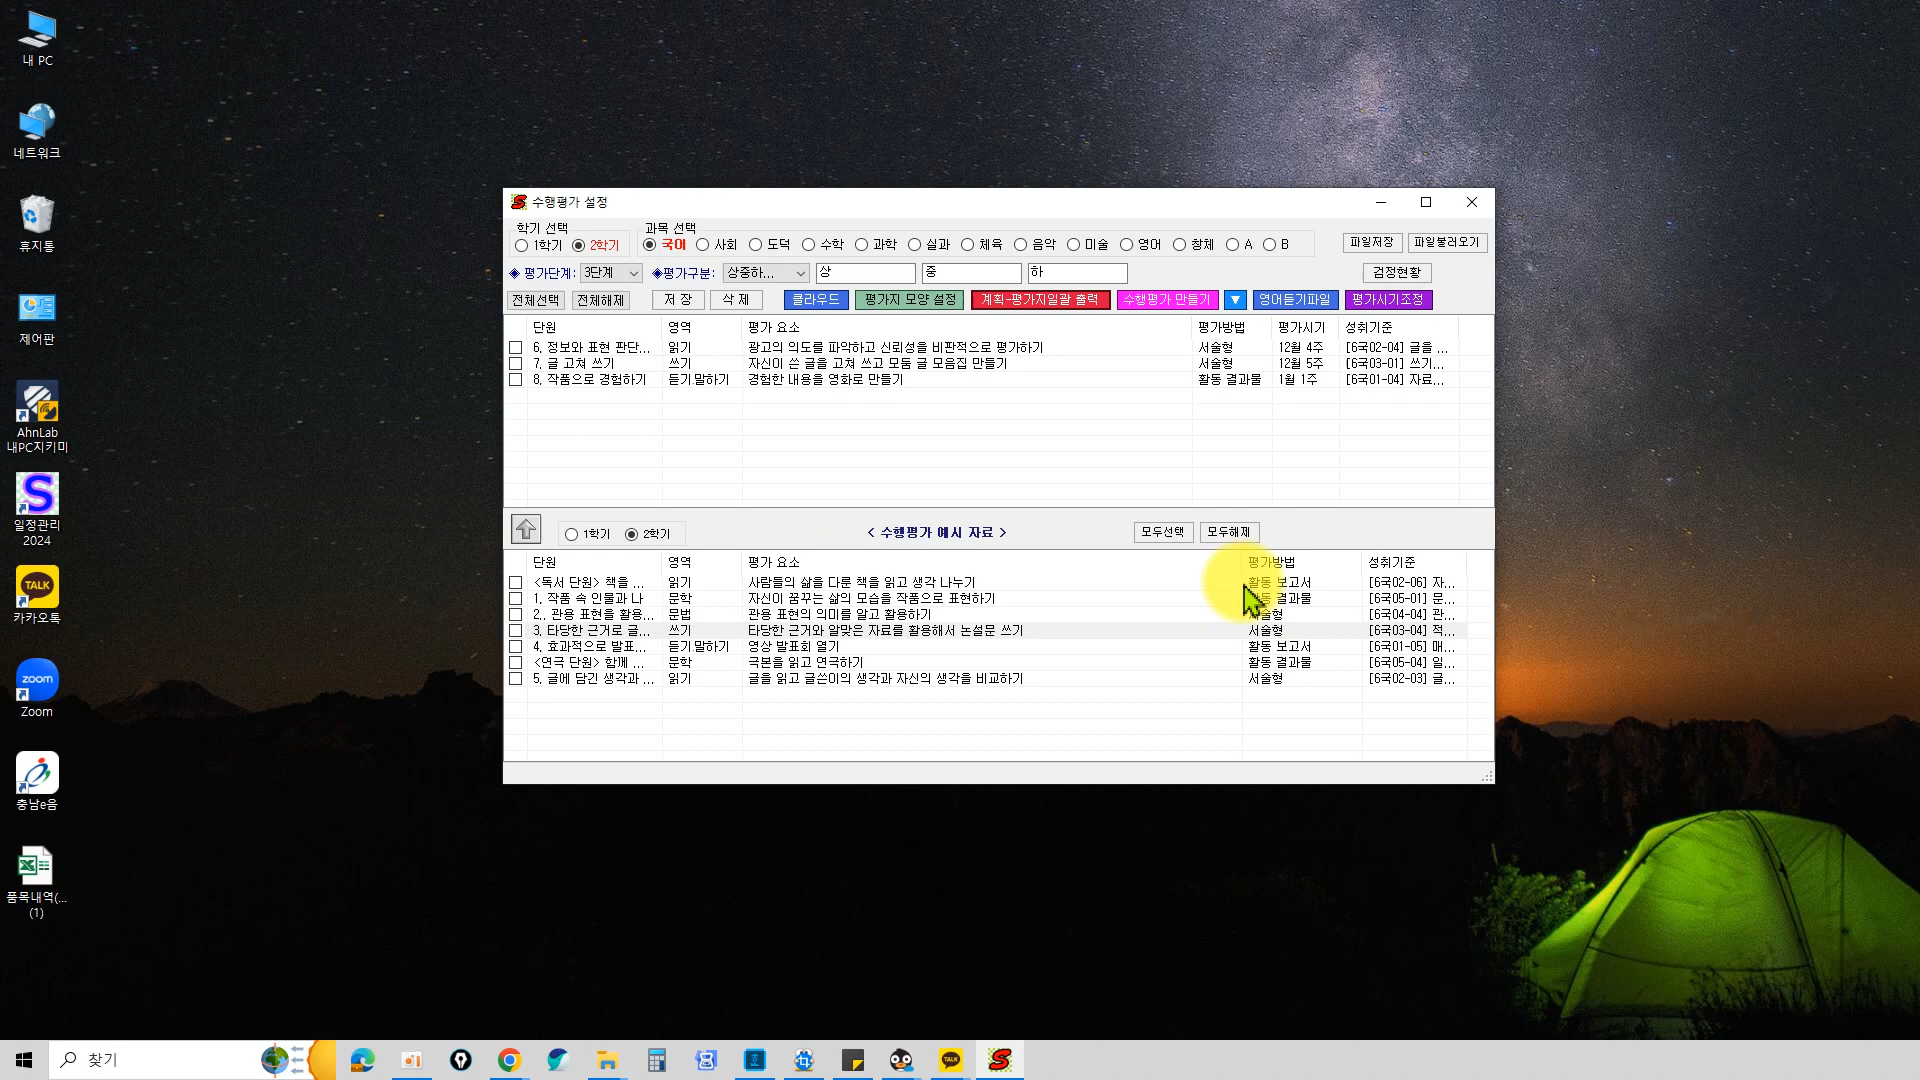 내 PC
네트워크
휴지통
제어판
AhnLab
내PC지키미
일정관리
2024
TALK
카카오톡
zoom
Zoom
충남e음
품목내역(...
(1)
수행평가 설정
학기 선택
1학기 2학기
과목 선택
국어 사회 도덕 수학 과학 실과 체육 음악 미술 영어 창체 A B
파일저장 파일불러오기
◈ 평가단계: 3단계 ◈평가구분: 상중하... 상 중 하 검정현황
전체선택 전체해제 저 장 삭 제 클라우드 평가지 모양 설정 계획-평가지일괄 출력 수행평가 만들기 ▼ 영어듣기파일 평가시기조정
단원 영역 평가 요소 평가방법 평가시기 성취기준
6. 정보와 표현 판단... 읽기 광고의 의도를 파악하고 신뢰성을 비판적으로 평가하기 서술형 12월 4주 [6국02-04] 글을 ...
7. 글 고쳐 쓰기 쓰기 자신이 쓴 글을 고쳐 쓰고 모둠 글 모음집 만들기 서술형 12월 5주 [6국03-01] 쓰기...
8. 작품으로 경험하기 듣기.말하기 경험한 내용을 영화로 만들기 활동 결과물 1월 1주 [6국01-04] 자료...
1학기 2학기 < 수행평가 예시 자료 > 모두선택 모두해제
단원 영역 평가 요소 평가방법 성취기준
<독서 단원> 책을 ... 읽기 사람들의 삶을 다룬 책을 읽고 생각 나누기 활동 보고서 [6국02-06] 자...
1. 작품 속 인물과 나 문학 자신이 꿈꾸는 삶의 모습을 작품으로 표현하기 결과물 [6국05-01] 문...
2.. 관용 표현을 활용... 문법 관용 표현의 의미를 알고 활용하기 서술형 [6국04-04] 관...
3. 타당한 근거로 글... 쓰기 타당한 근거와 알맞은 자료를 활용해서 논설문 쓰기 서술형 [6국03-04] 적...
4. 효과적으로 발표... 듣기.말하기 영상 발표회 열기 활동 보고서 [6국01-05] 매...
<연극 단원> 함께 ... 문학 극본을 읽고 연극하기 활동 결과물 [6국05-04] 일...
5. 글에 담긴 생각과 ... 읽기 글을 읽고 글쓴이의 생각과 자신의 생각을 비교하기 서술형 [6국02-03] 글...
찾기
TALK